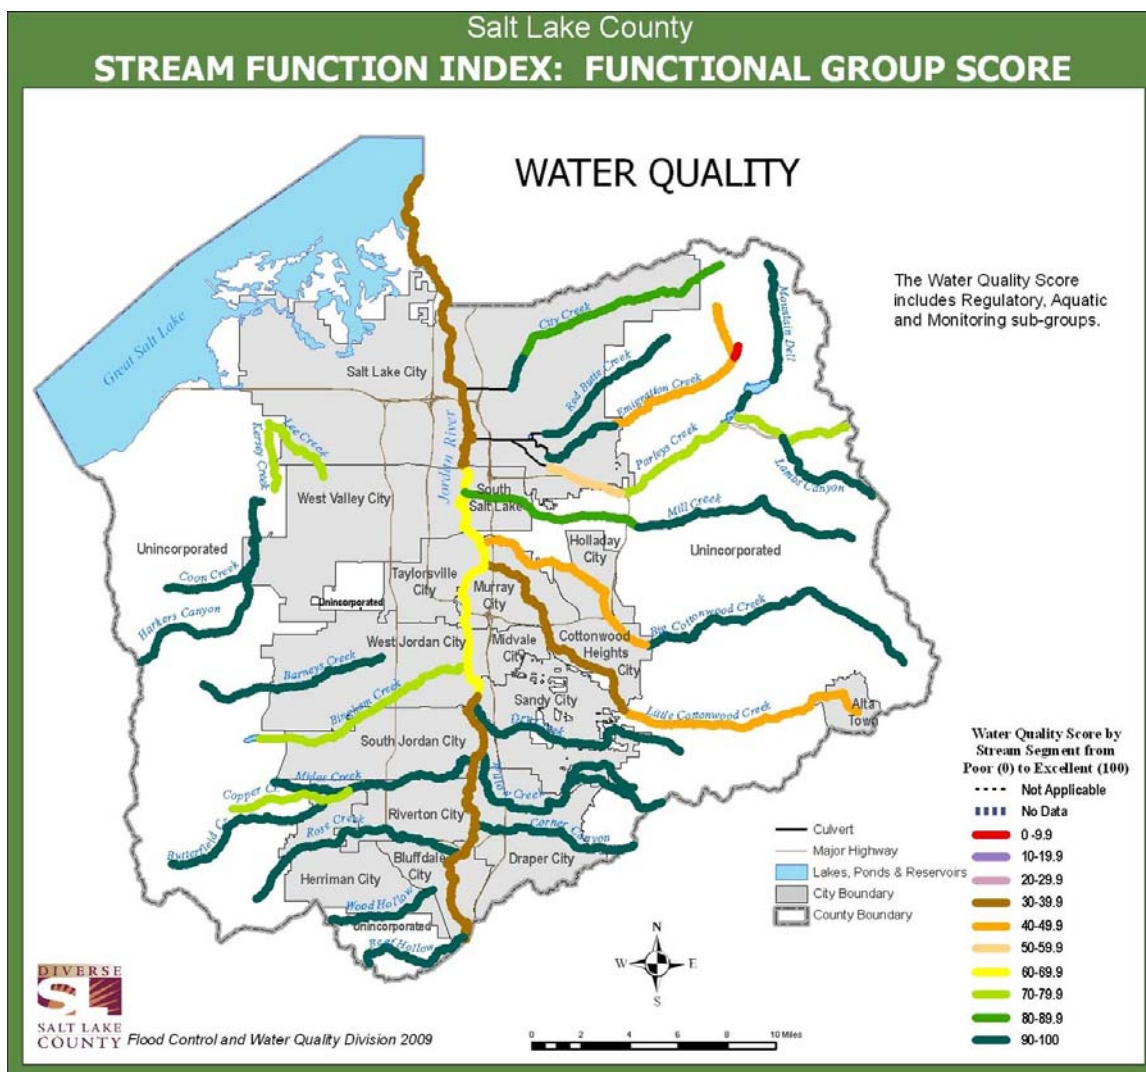 Salt Lake County
STREAM FUNCTION INDEX: FUNCTIONAL GROUP SCORE
WATER QUALITY
The Water Quality Score
includes Regulatory, Aquatic
and Monitoring sub-groups.
Great Salt Lake
Salt Lake City
City Creek
Mountain Dell
Red Butte Creek
Emigration Creek
Jordan River
Lee Creek
Kersey Creek
Parleys Creek
Lambs Canyon
West Valley City
South
Salt Lake
Mill Creek
Unincorporated
Holladay
City
Unincorporated
Coon Creek
Taylorsville
City
Murray
City
Unincorporated
Harkers Canyon
Big Cottonwood Creek
West Jordan City
Midvale
City
Cottonwood
Heights
City
Barneys Creek
Bingham Creek
Sandy City
Little Cottonwood Creek
Alta
Town
South Jordan City
Midas Creek
Creek
Copper C
Riverton City
Corner Canyon
Butterfield C
Rose Creek
Bluffdale
City
Draper City
Herriman City
Wood Hollow
Unincorporated
Beef Hollow
Water Quality Score by
Stream Segment from
Poor (0) to Excellent (100)
Not Applicable
No Data
0 -9.9
10-19.9
20-29.9
30-39.9
40-49.9
50-59.9
60-69.9
70-79.9
80-89.9
90-100
Culvert
Major Highway
Lakes, Ponds & Reservoirs
City Boundary
County Boundary
N
W E
S
0 2 4 6 8 10 Miles
DIVERSE
SL
SALT LAKE
COUNTY
Flood Control and Water Quality Division 2009